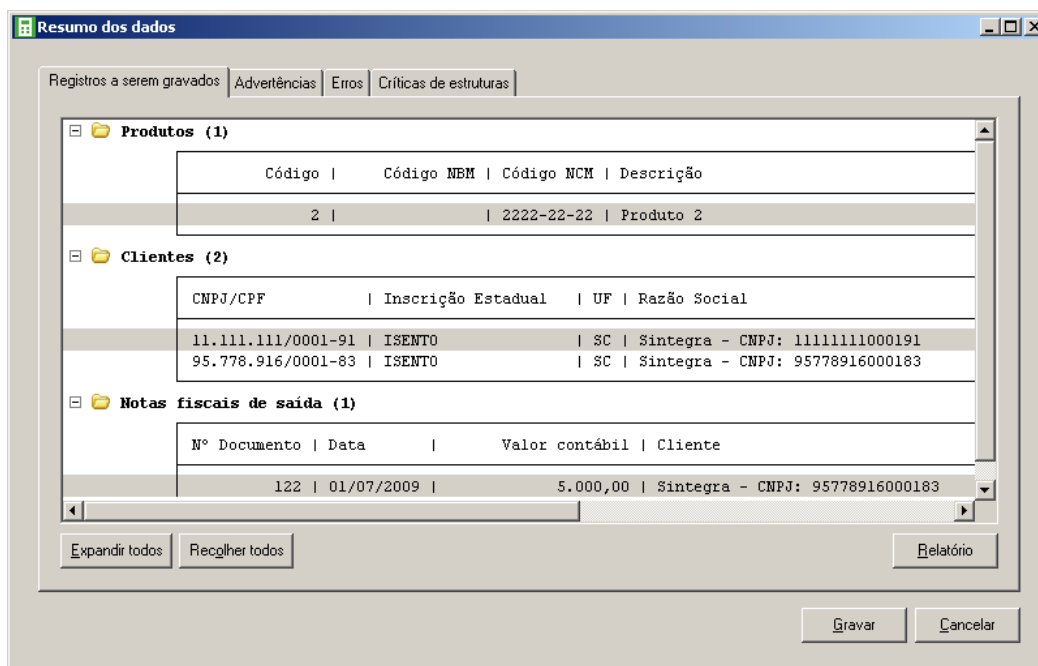 Resumo dos dados
Registros a serem gravados Advertências Erros Críticas de estruturas
Produtos (1)
Código | Código NBM | Código NCM | Descrição
2 | | 2222-22-22 | Produto 2
Clientes (2)
CNPJ/CPF | Inscrição Estadual | UF | Razão Social
11.111.111/0001-91 | ISENTO | SC | Sintegra - CNPJ: 11111111000191
95.778.916/0001-83 | ISENTO | SC | Sintegra - CNPJ: 95778916000183
Notas fiscais de saída (1)
Nº Documento | Data | Valor contábil | Cliente
122 | 01/07/2009 | 5.000,00 | Sintegra - CNPJ: 95778916000183
Expandir todos Recolher todos Relatório
Gravar Cancelar